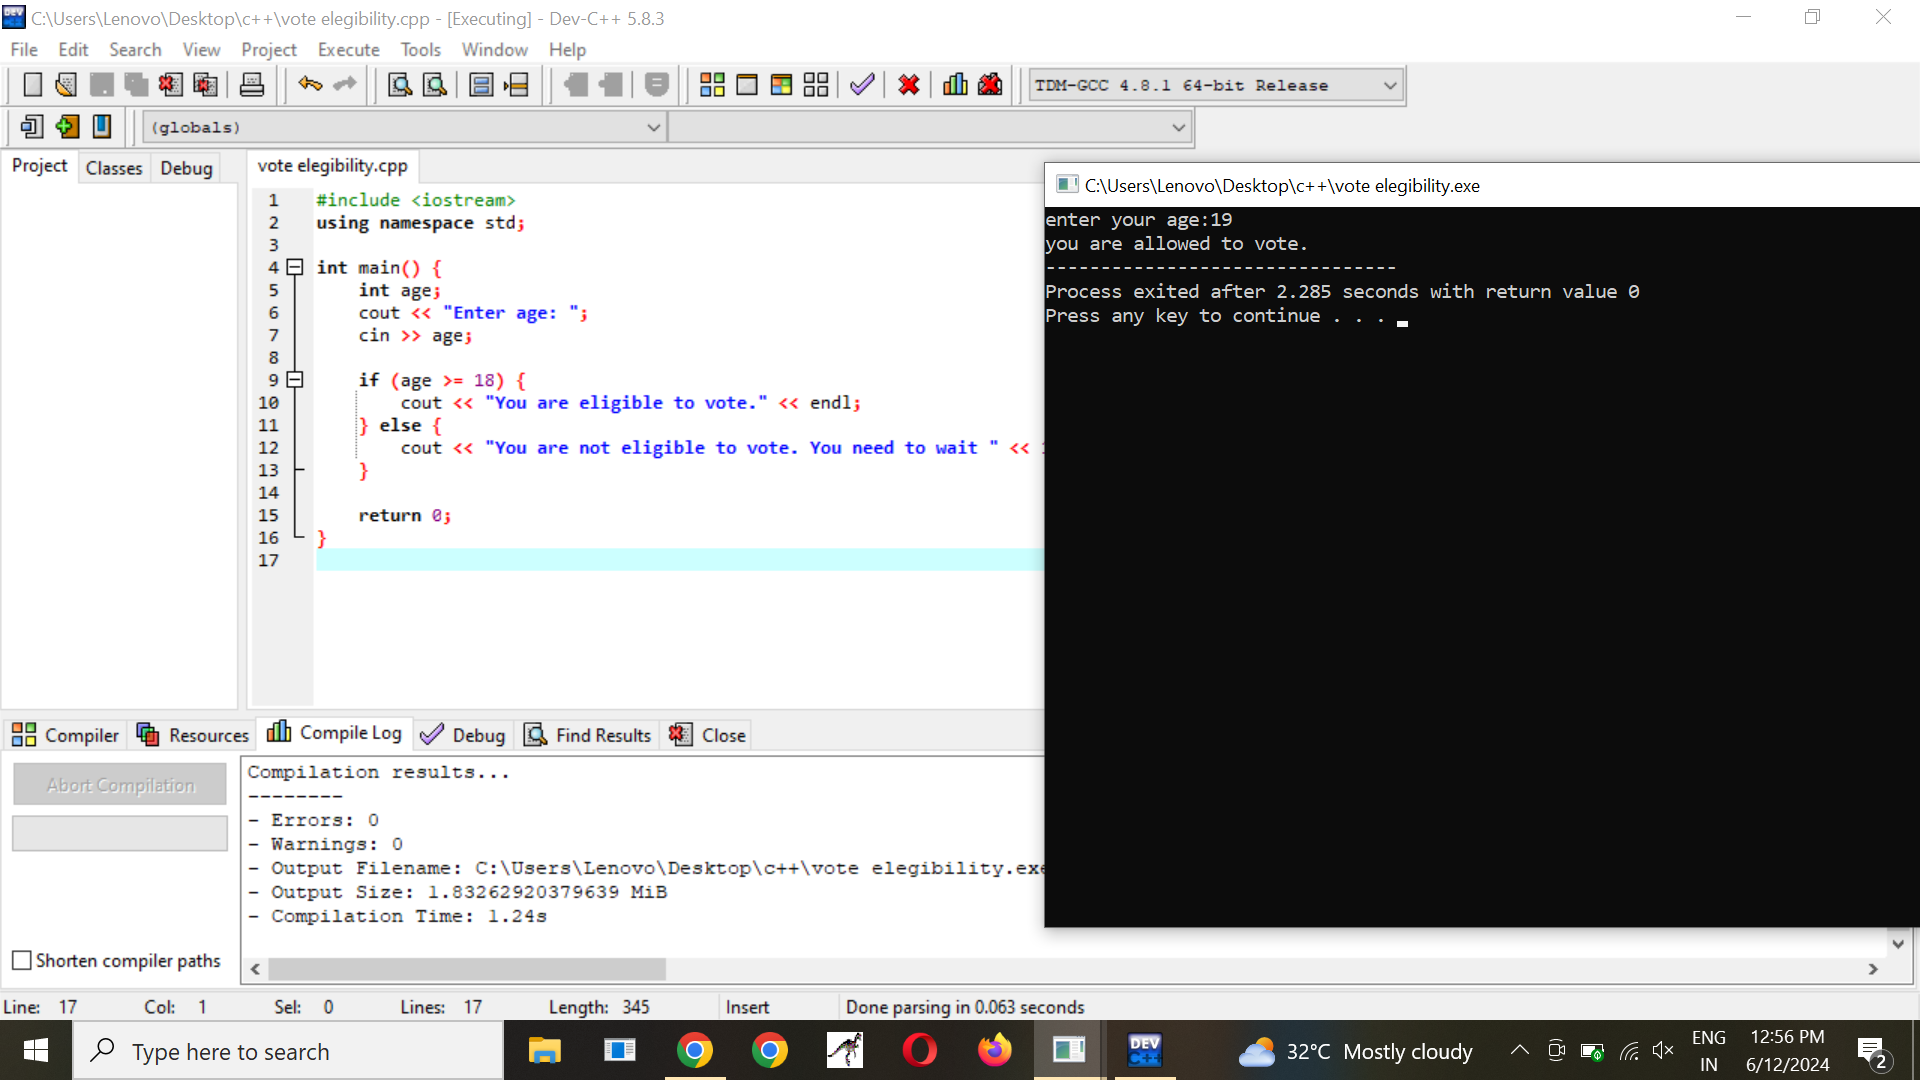 C:\Users\Lenovo\Desktop\c++\vote elegibility.cpp - [Executing] - Dev-C++ 5.8.3
File Edit Search View Project Execute Tools Window Help
TDM-GCC 4.8.1 64-bit Release
(globals)
Project Classes Debug
vote elegibility.cpp
1 #include <iostream>
2 using namespace std;
3
4 int main() {
5 int age;
6 cout << "Enter age: ";
7 cin >> age;
8
9 if (age >= 18) {
10 cout << "You are eligible to vote." << endl;
11 } else {
12 cout << "You are not eligible to vote. You need to wait " <<
13 }
14
15 return 0;
16 }
17
C:\Users\Lenovo\Desktop\c++\vote elegibility.exe
enter your age:19
you are allowed to vote.
--------------------------------
Process exited after 2.285 seconds with return value 0
Press any key to continue . . .
Compiler Resources Compile Log Debug Find Results Close
Abort Compilation
Shorten compiler paths
Compilation results...
--------
- Errors: 0
- Warnings: 0
- Output Filename: C:\Users\Lenovo\Desktop\c++\vote elegibility.exe
- Output Size: 1.83262920379639 MiB
- Compilation Time: 1.24s
Line: 17 Col: 1 Sel: 0 Lines: 17 Length: 345 Insert Done parsing in 0.063 seconds
Type here to search
DEV C++
32°C Mostly cloudy
ENG
IN
12:56 PM
6/12/2024
2